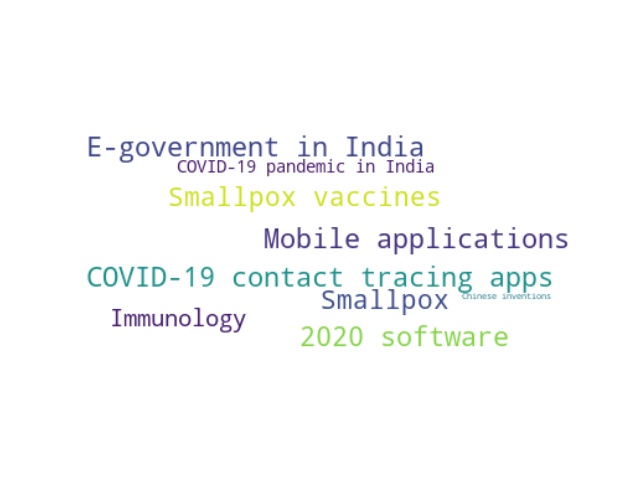 E-government in India
COVID-19 pandemic in India
Smallpox vaccines
Mobile applications
COVID-19 contact tracing apps
Chinese inventions
Smallpox
Immunology
2020 software